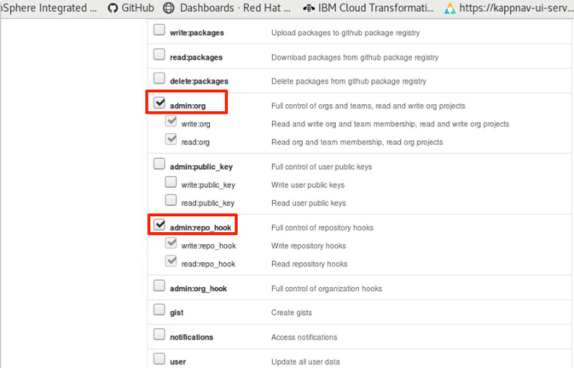 oSphere Integrated ... GitHub Dashboards · Red Hat ... IBM Cloud Transformati... https://kappnav-ui-serv...
write:packages Upload packages to github package registry
read:packages Download packages from github package registry
delete:packages Delete packages from github package registry
admin:org Full control of orgs and teams, read and write org projects
write:org Read and write org and team membership, read and write org projects
read:org Read org and team membership, read org projects
admin:public_key Full control of user public keys
write:public_key Write user public keys
read:public_key Read user public keys
admin:repo_hook Full control of repository hooks
write:repo_hook Write repository hooks
read:repo_hook Read repository hooks
admin:org_hook Full control of organization hooks
gist Create gists
notifications Access notifications
user Update all user data